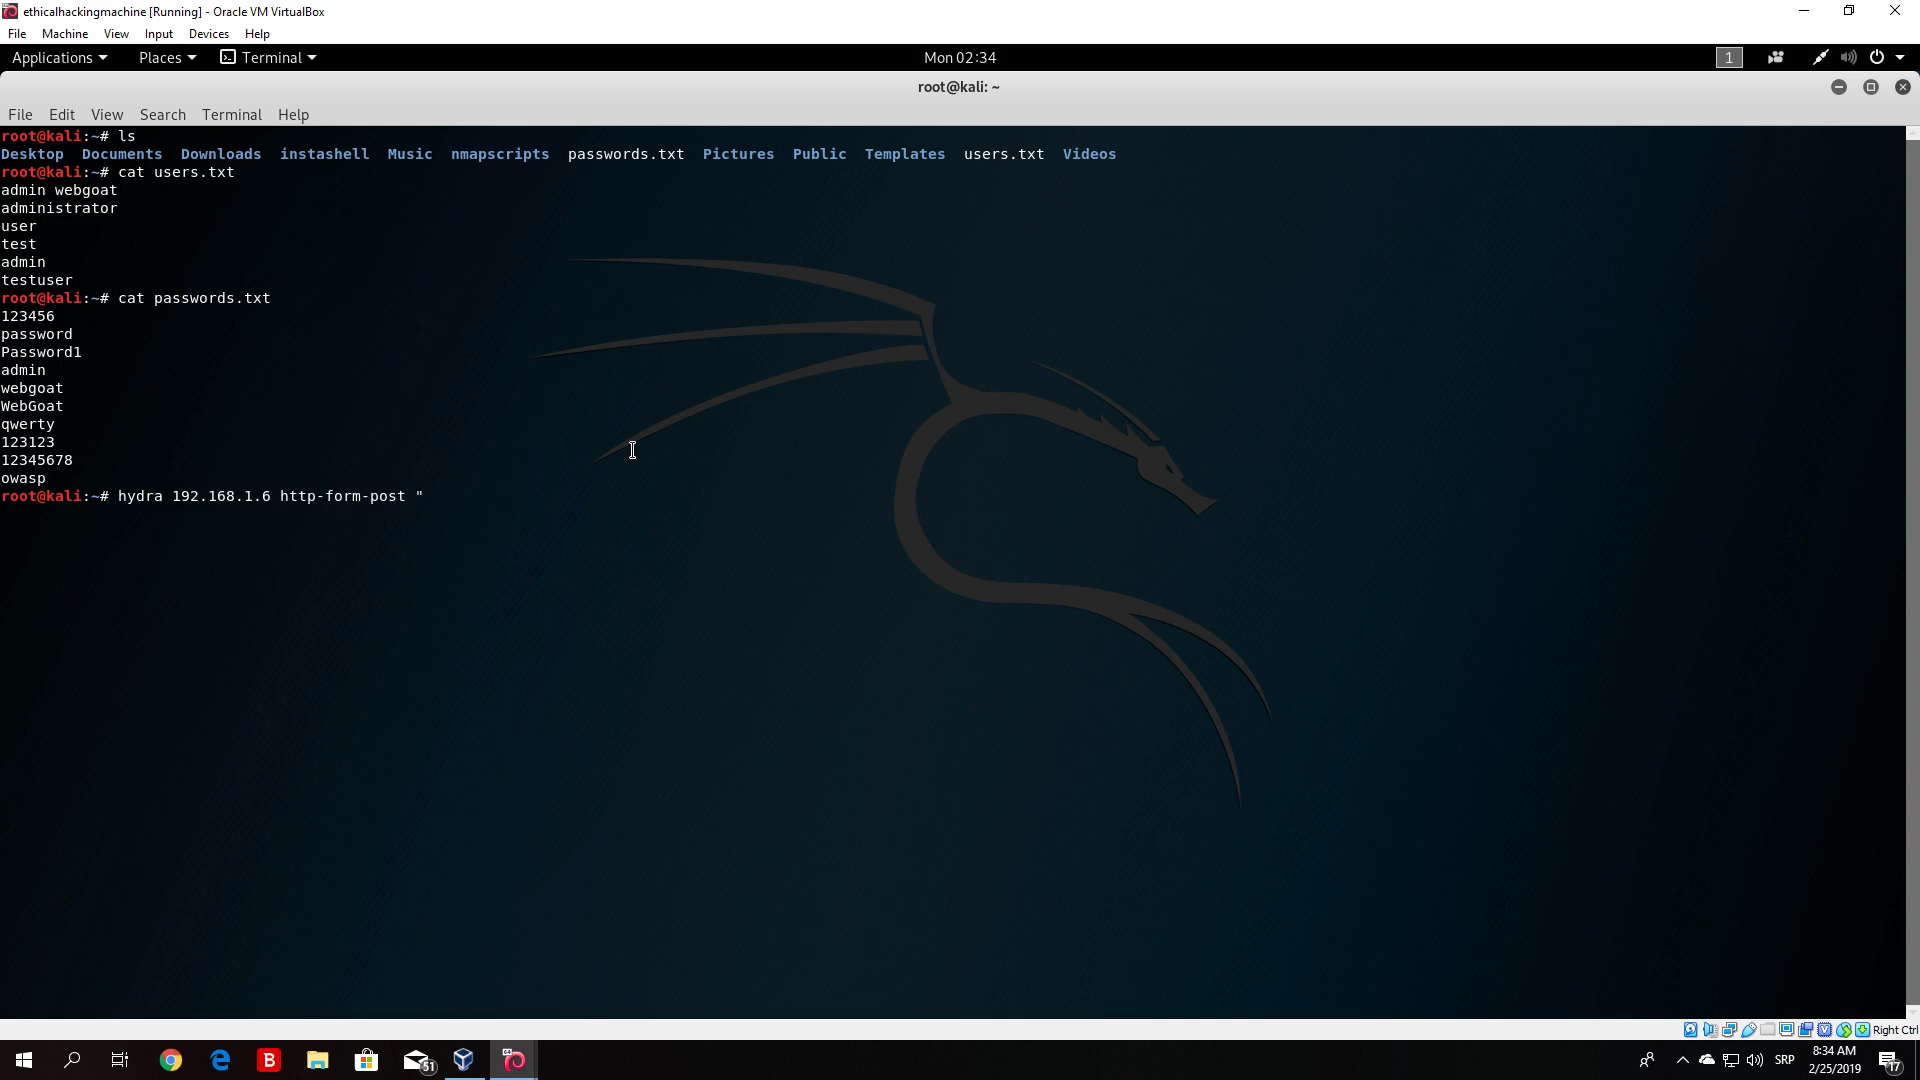 ethicalhackingmachine [Running] - Oracle VM VirtualBox
File Machine View Input Devices Help
Applications Places Terminal Mon 02:34 1
root@kali: ~
File Edit View Search Terminal Help
root@kali:~# ls
Desktop Documents Downloads instashell Music nmapscripts passwords.txt Pictures Public Templates users.txt Videos
root@kali:~# cat users.txt
admin webgoat
administrator
user
test
admin
testuser
root@kali:~# cat passwords.txt
123456
password
Password1
admin
webgoat
WebGoat
qwerty
123123
12345678
owasp
root@kali:~# hydra 192.168.1.6 http-form-post "
Right Ctrl
B 51 64 SRP 8:34 AM 17
2/25/2019